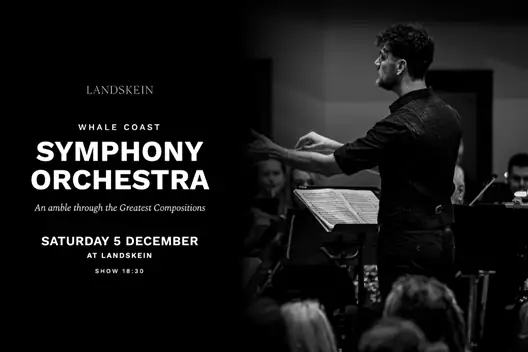 LANDSKEIN
WHALE COAST
SYMPHONY
ORCHESTRA
An amble through the Greatest Compositions
SATURDAY 5 DECEMBER
AT LANDSKEIN
SHOW 18:30